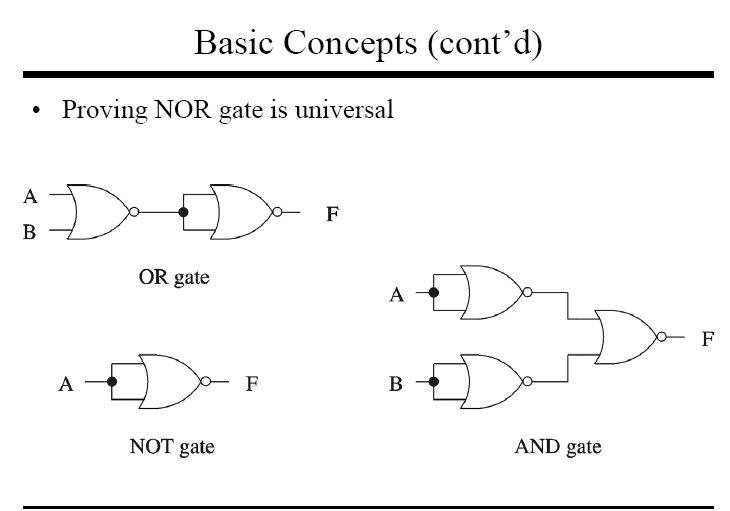 Basic Concepts (cont'd)
• Proving NOR gate is universal
A
B
F
OR gate
A
F
NOT gate
A
B
F
AND gate